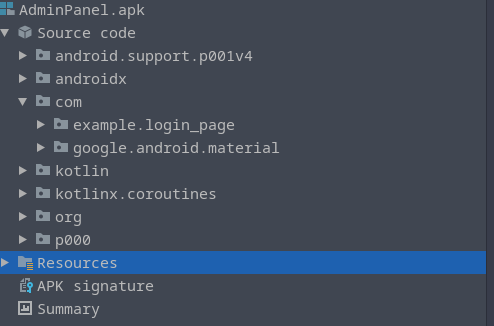 AdminPanel.apk
Source code
android.support.p001v4
androidx
com
example.login_page
google.android.material
kotlin
kotlinx.coroutines
org
p000
Resources
APK signature
Summary